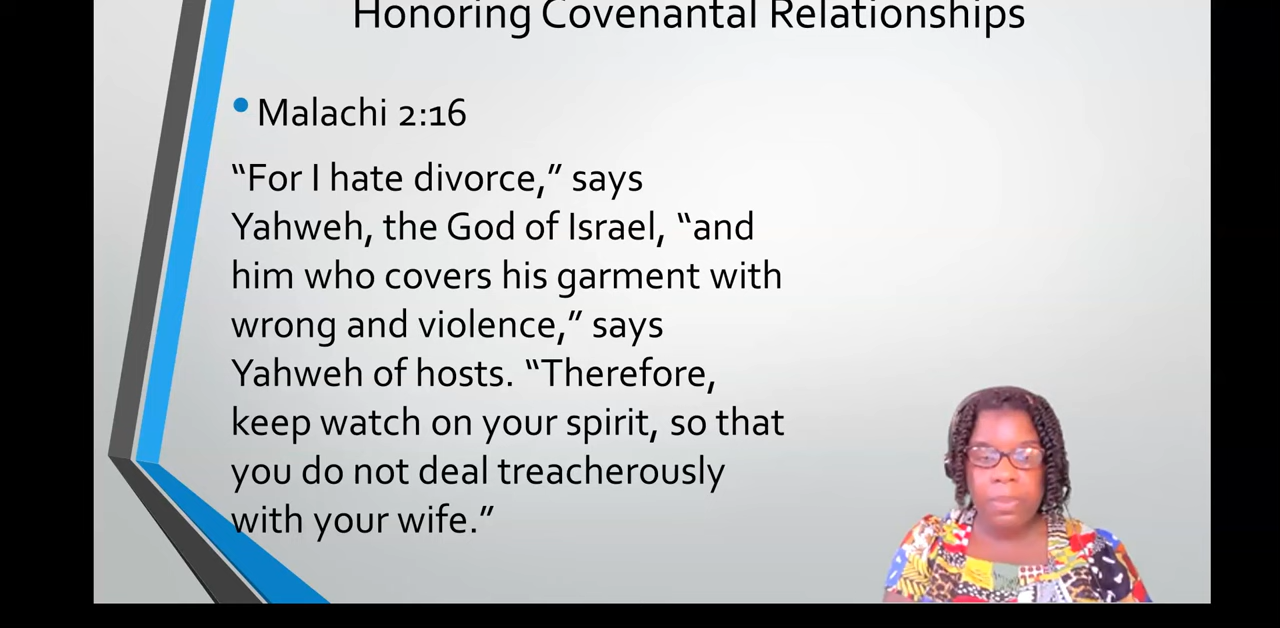 Honoring Covenantal Relationships
• Malachi 2:16
“For I hate divorce,” says
Yahweh, the God of Israel, “and
him who covers his garment with
wrong and violence,” says
Yahweh of hosts. “Therefore,
keep watch on your spirit, so that
you do not deal treacherously
with your wife.”